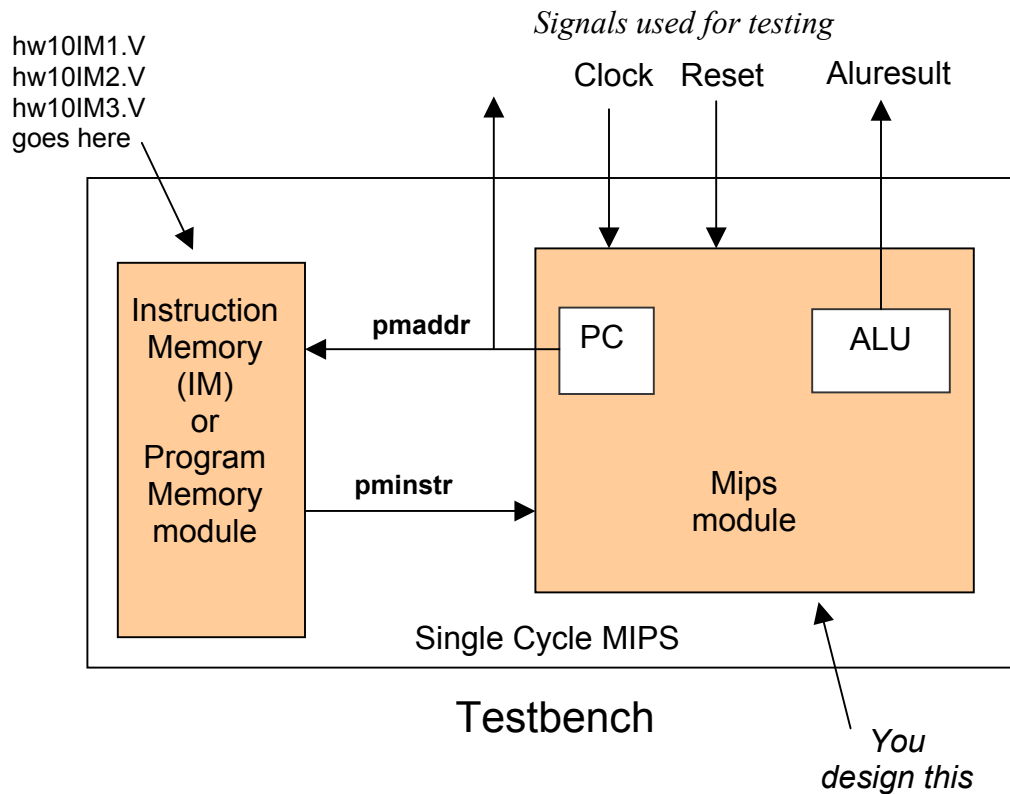 Signals used for testing
hw10IM1.V
hw10IM2.V
hw10IM3.V
goes here
Clock
Reset
Aluresult
Instruction
Memory
(IM)
or
Program
Memory
module
pmaddr
pminstr
PC
ALU
Mips
module
Single Cycle MIPS
Testbench
You
design this